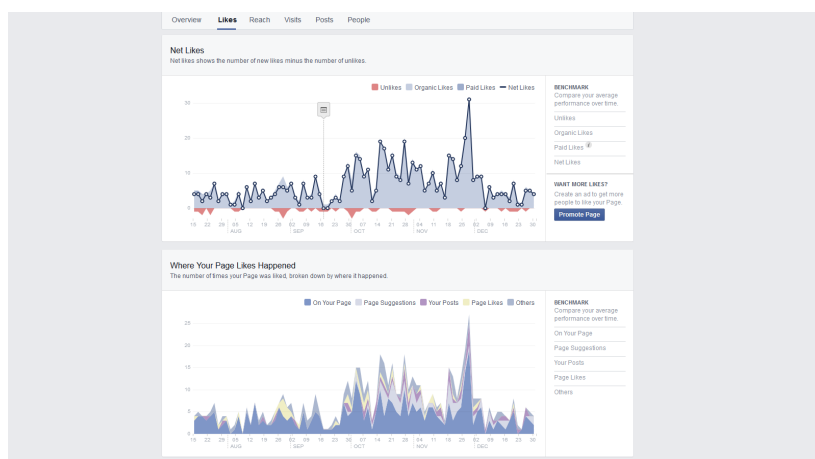 Overview Likes Reach Visits Posts People
Net Likes
Net likes shows the number of new likes minus the number of unlikes.
Unlikes Organic Likes Paid Likes Net Likes
BENCHMARK
Compare your average
performance over time.
Unlikes
Organic Likes
Paid Likes
Net Likes
WANT MORE LIKES?
Create an ad to get more
people to like your Page.
Promote Page
30
20
10
0
15 22 29 05 12 19 26 02 09 16 23 30 07 14 21 28 04 11 18 25 02 09 16 23 30
AUG SEP OCT NOV DEC
Where Your Page Likes Happened
The number of times your Page was liked, broken down by where it happened.
On Your Page Page Suggestions Your Posts Page Likes Others
BENCHMARK
Compare your average
performance over time.
On Your Page
Page Suggestions
Your Posts
Page Likes
Others
25
20
15
10
5
0
15 22 29 05 12 19 26 02 09 16 23 30 07 14 21 28 04 11 18 25 02 09 16 23 30
AUG SEP OCT NOV DEC